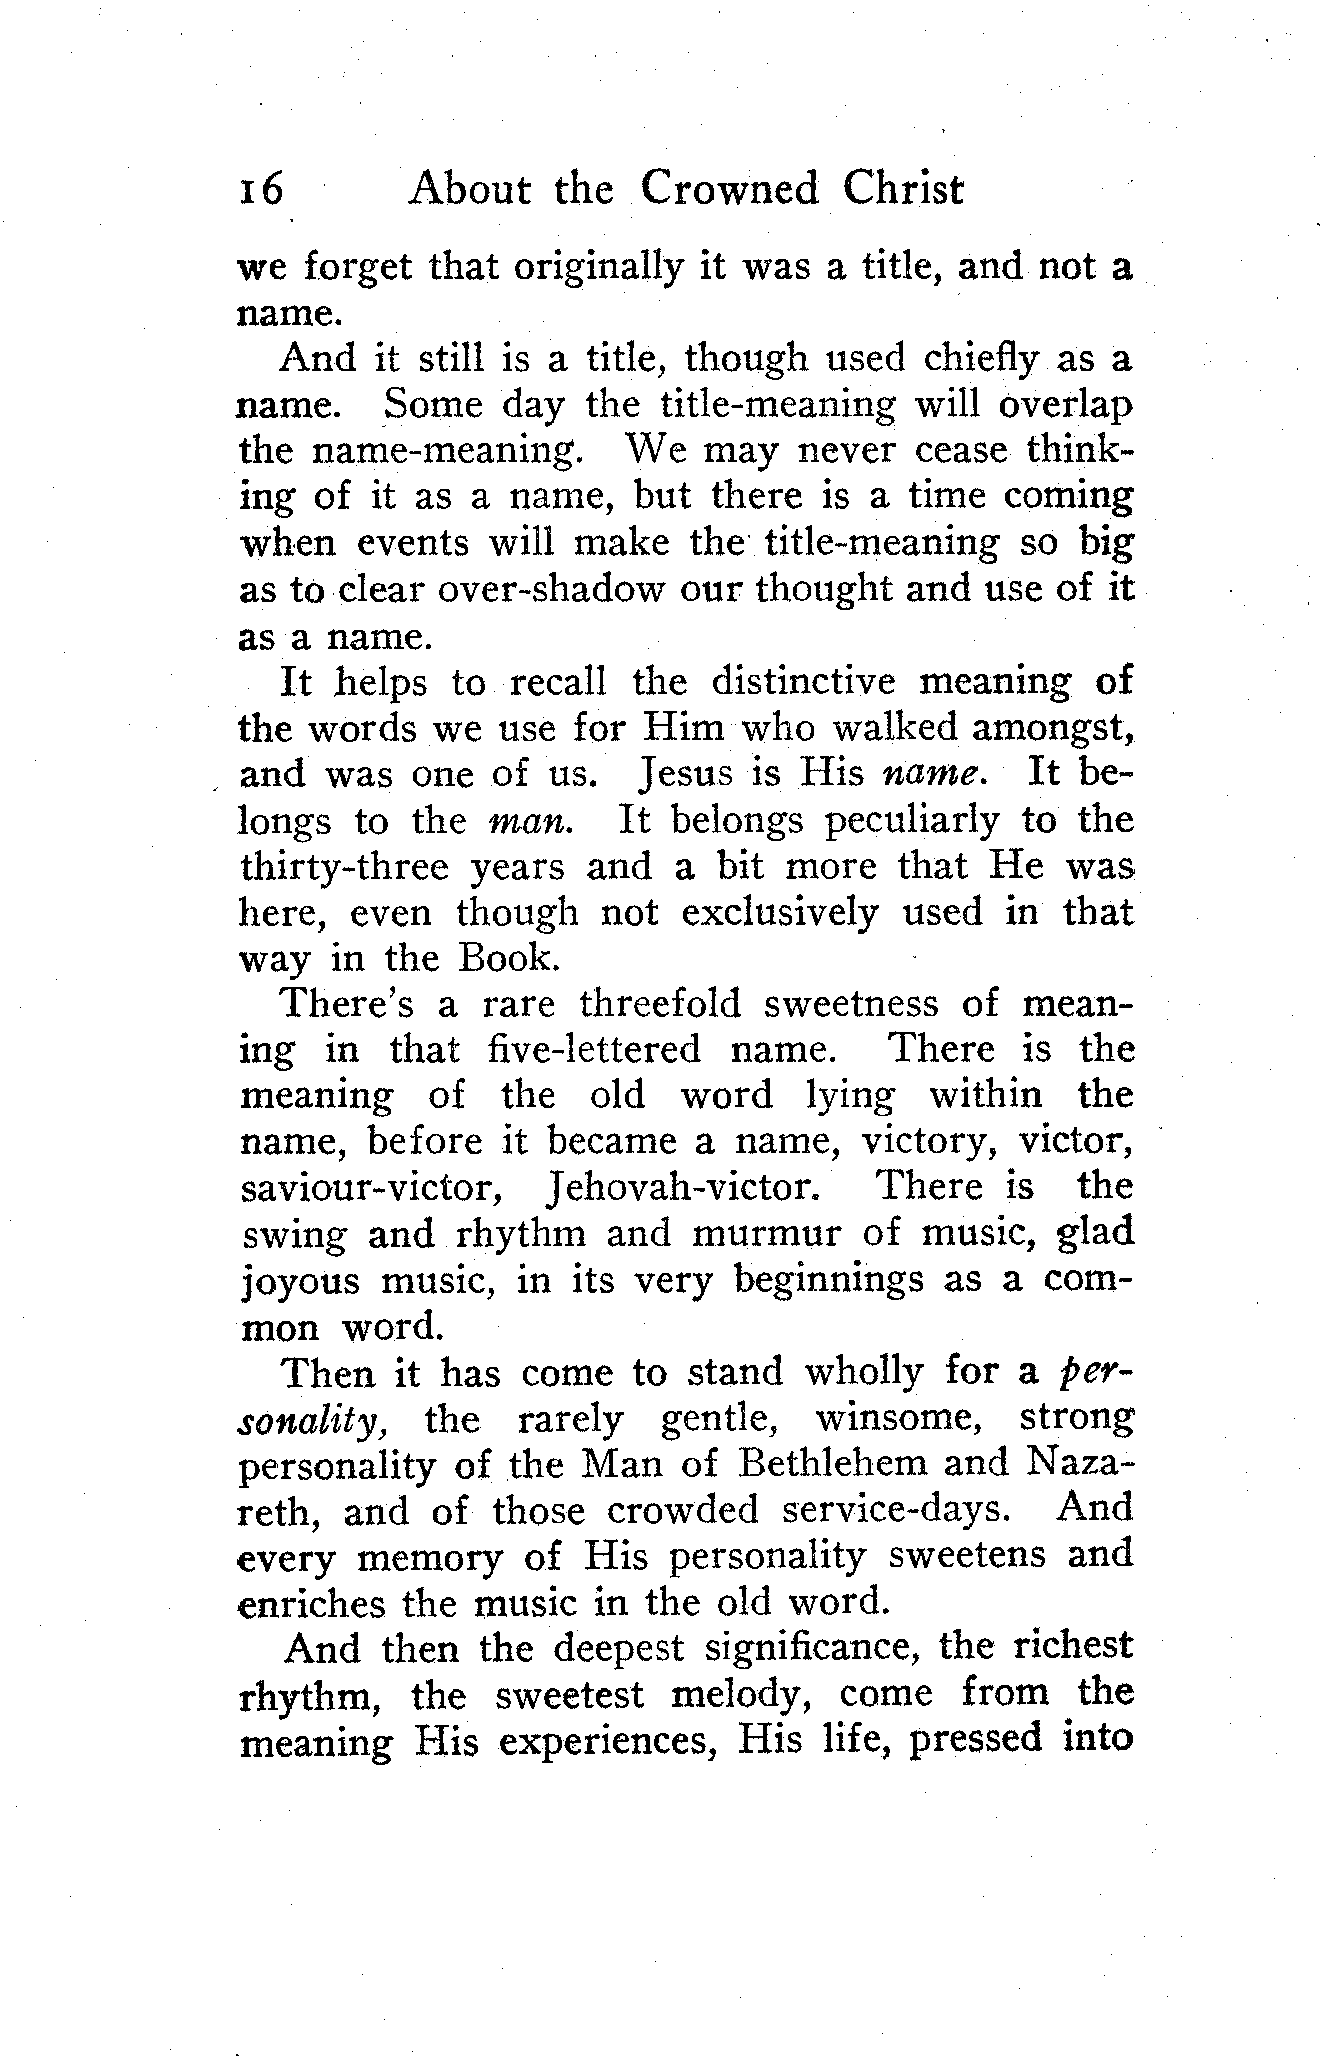 16 About the Crowned Christ
we forget that originally it was a title, and not a
name.
And it still is a title, though used chiefly as a
name. Some day the title-meaning will overlap
the name-meaning. We may never cease think-
ing of it as a name, but there is a time coming
when events will make the title-meaning so big
as to clear over-shadow our thought and use of it
as a name.
It helps to recall the distinctive meaning of
the words we use for Him who walked amongst,
and was one of us. Jesus is His name. It be-
longs to the man. It belongs peculiarly to the
thirty-three years and a bit more that He was
here, even though not exclusively used in that
way in the Book.
There's a rare threefold sweetness of mean-
ing in that five-lettered name. There is the
meaning of the old word lying within the
name, before it became a name, victory, victor,
saviour-victor, Jehovah-victor. There is the
swing and rhythm and murmur of music, glad
joyous music, in its very beginnings as a com-
mon word.
Then it has come to stand wholly for a per-
sonality, the rarely gentle, winsome, strong
personality of the Man of Bethlehem and Naza-
reth, and of those crowded service-days. And
every memory of His personality sweetens and
enriches the music in the old word.
And then the deepest significance, the richest
rhythm, the sweetest melody, come from the
meaning His experiences, His life, pressed into